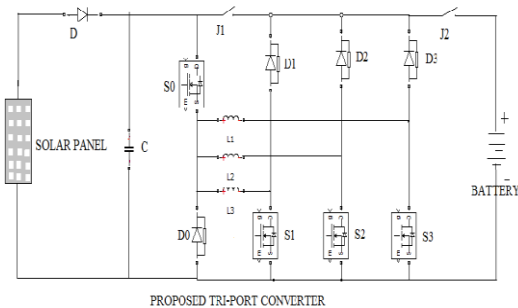 D
J1
J2
S0
D1
D2
D3
SOLAR PANEL
C
L1
L2
L3
+
-
BATTERY
D0
S1
S2
S3
PROPOSED TRI-PORT CONVERTER